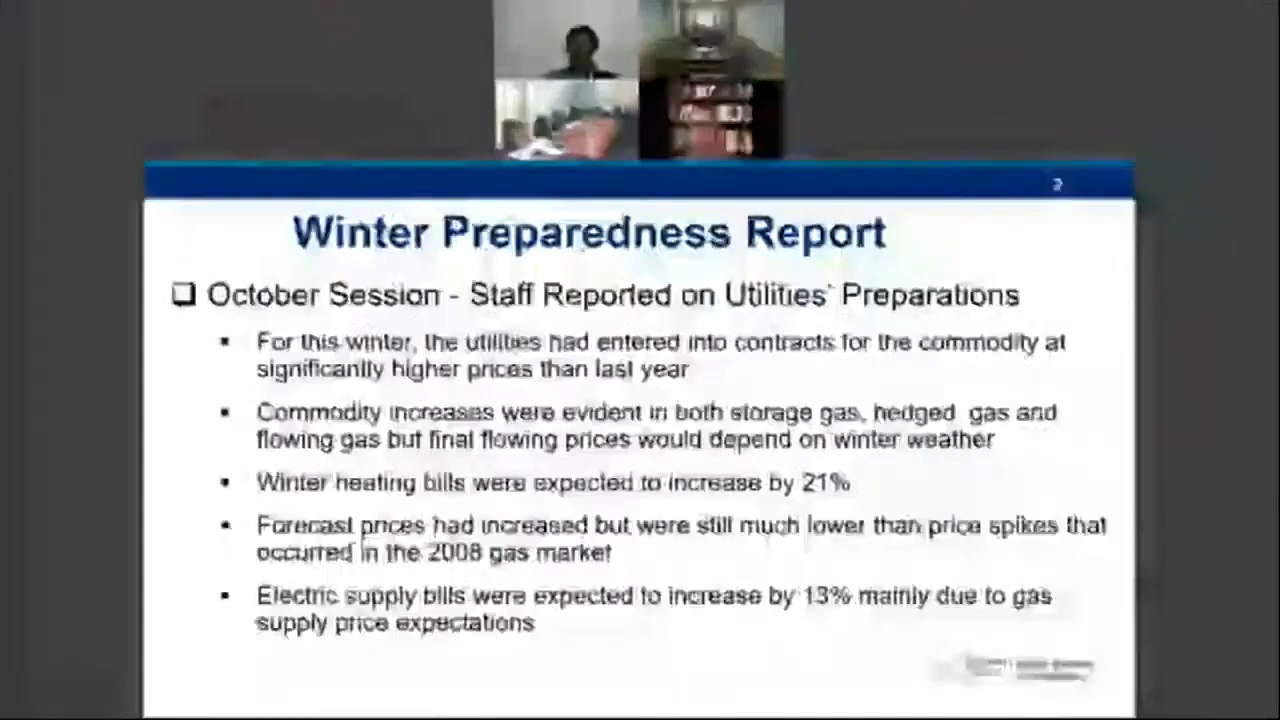 2
Winter Preparedness Report
❑ October Session - Staff Reported on Utilities' Preparations
▪ For this winter, the utilities had entered into contracts for the commodity at
significantly higher prices than last year
▪ Commodity increases were evident in both storage gas, hedged gas and
flowing gas but final flowing prices would depend on winter weather
▪ Winter heating bills were expected to increase by 21%
▪ Forecast prices had increased but were still much lower than price spikes that
occurred in the 2008 gas market
▪ Electric supply bills were expected to increase by 13% mainly due to gas
supply price expectations